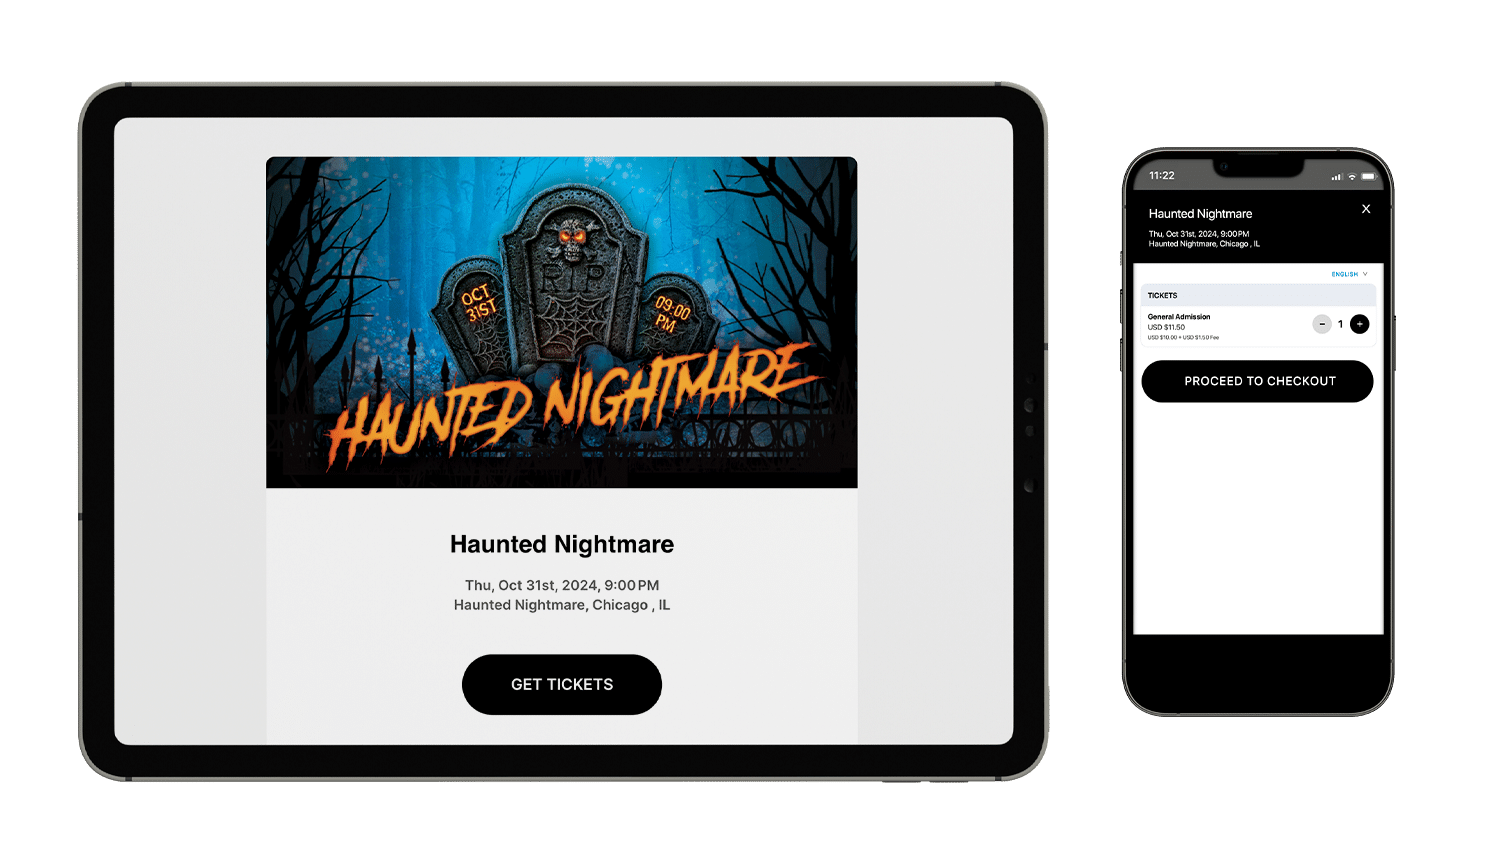 RIP
OCT
31ST
09:00
PM
HAUNTED NIGHTMARE
Haunted Nightmare
Thu, Oct 31st, 2024, 9:00PM
Haunted Nightmare, Chicago , IL
GET TICKETS
11:22
Haunted Nightmare
X
Thu, Oct 31st, 2024, 9:00PM
Haunted Nightmare, Chicago , IL
ENGLISH
TICKETS
General Admission
USD $11.50
USD $10.00 + USD $1.50 Fee
- 1 +
PROCEED TO CHECKOUT